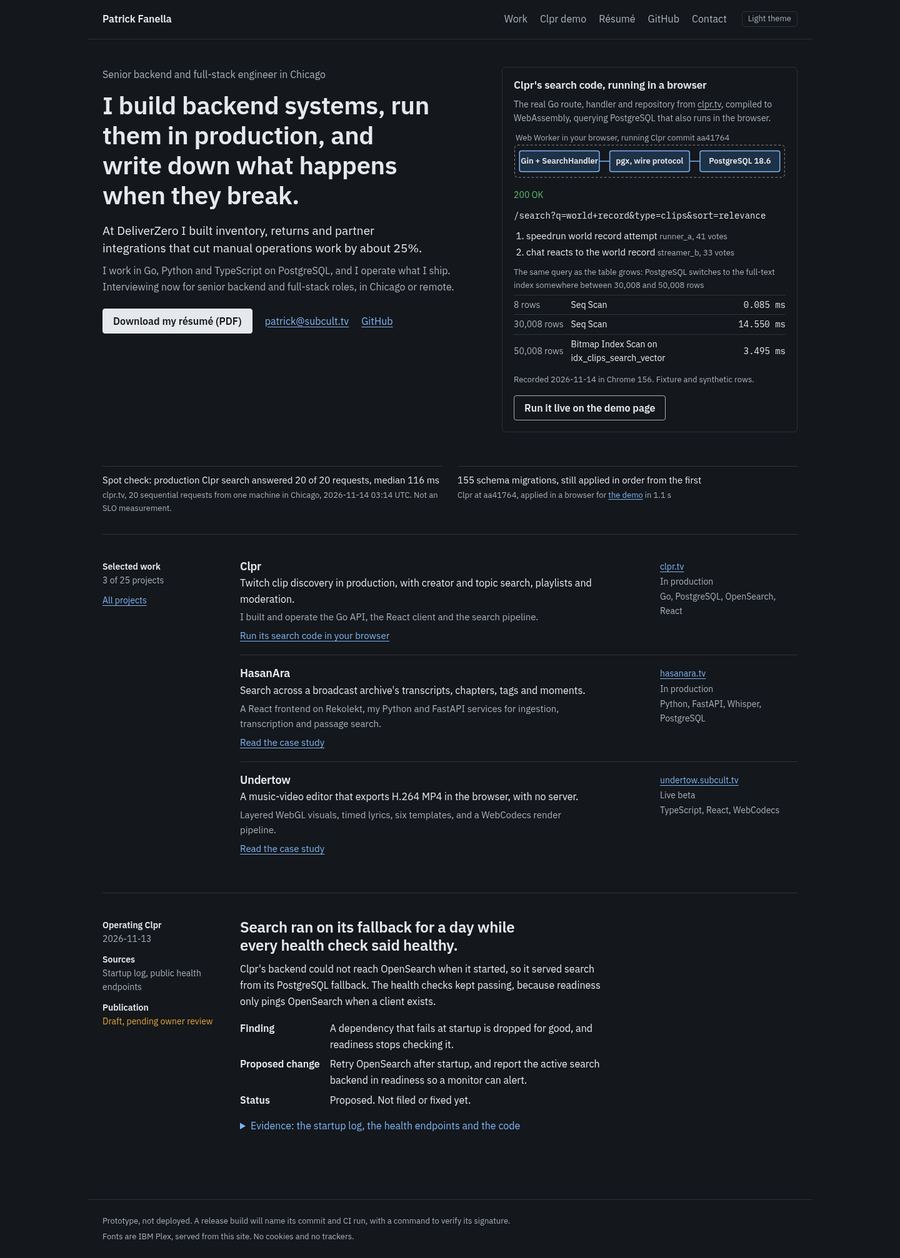 Patrick Fanella
Work Clpr demo Résumé GitHub Contact Light theme
Senior backend and full-stack engineer in Chicago
I build backend systems, run
them in production, and
write down what happens
when they break.
At DeliverZero I built inventory, returns and partner
integrations that cut manual operations work by about 25%.
I work in Go, Python and TypeScript on PostgreSQL, and I operate what I ship.
Interviewing now for senior backend and full-stack roles, in Chicago or remote.
Download my résumé (PDF) patrick@subcult.tv GitHub
Clpr's search code, running in a browser
The real Go route, handler and repository from clpr.tv, compiled to
WebAssembly, querying PostgreSQL that also runs in the browser.
Web Worker in your browser, running Clpr commit aa41764
Gin + SearchHandler pgx, wire protocol PostgreSQL 18.6
200 OK
/search?q=world+record&type=clips&sort=relevance
1. speedrun world record attempt runner_a, 41 votes
2. chat reacts to the world record streamer_b, 33 votes
The same query as the table grows: PostgreSQL switches to the full-text
index somewhere between 30,008 and 50,008 rows
8 rows Seq Scan 0.085 ms
30,008 rows Seq Scan 14.550 ms
50,008 rows Bitmap Index Scan on idx_clips_search_vector 3.495 ms
Recorded 2026-11-14 in Chrome 156. Fixture and synthetic rows.
Run it live on the demo page
Spot check: production Clpr search answered 20 of 20 requests, median 116 ms
clpr.tv, 20 sequential requests from one machine in Chicago, 2026-11-14 03:14 UTC. Not an
SLO measurement.
155 schema migrations, still applied in order from the first
Clpr at aa41764, applied in a browser for the demo in 1.1 s
Selected work
3 of 25 projects
All projects
Clpr
Twitch clip discovery in production, with creator and topic search, playlists and
moderation.
I built and operate the Go API, the React client and the search pipeline.
Run its search code in your browser
clpr.tv
In production
Go, PostgreSQL, OpenSearch,
React
HasanAra
Search across a broadcast archive's transcripts, chapters, tags and moments.
A React frontend on Rekolekt, my Python and FastAPI services for ingestion,
transcription and passage search.
Read the case study
hasanara.tv
In production
Python, FastAPI, Whisper,
PostgreSQL
Undertow
A music-video editor that exports H.264 MP4 in the browser, with no server.
Layered WebGL visuals, timed lyrics, six templates, and a WebCodecs render
pipeline.
Read the case study
undertow.subcult.tv
Live beta
TypeScript, React, WebCodecs
Operating Clpr
2026-11-13
Sources
Startup log, public health
endpoints
Publication
Draft, pending owner review
Search ran on its fallback for a day while
every health check said healthy.
Clpr's backend could not reach OpenSearch when it started, so it served search
from its PostgreSQL fallback. The health checks kept passing, because readiness
only pings OpenSearch when a client exists.
Finding A dependency that fails at startup is dropped for good, and
readiness stops checking it.
Proposed change Retry OpenSearch after startup, and report the active search
backend in readiness so a monitor can alert.
Status Proposed. Not filed or fixed yet.
▶ Evidence: the startup log, the health endpoints and the code
Prototype, not deployed. A release build will name its commit and CI run, with a command to verify its signature.
Fonts are IBM Plex, served from this site. No cookies and no trackers.